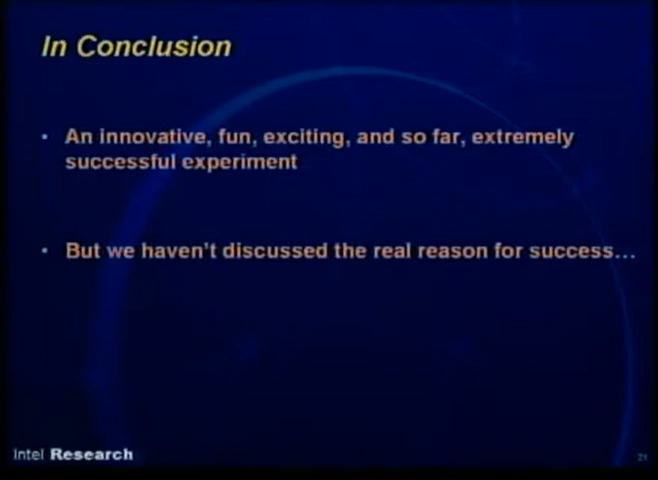 In Conclusion
• An innovative, fun, exciting, and so far, extremely
successful experiment
• But we haven't discussed the real reason for success…
Intel Research
21